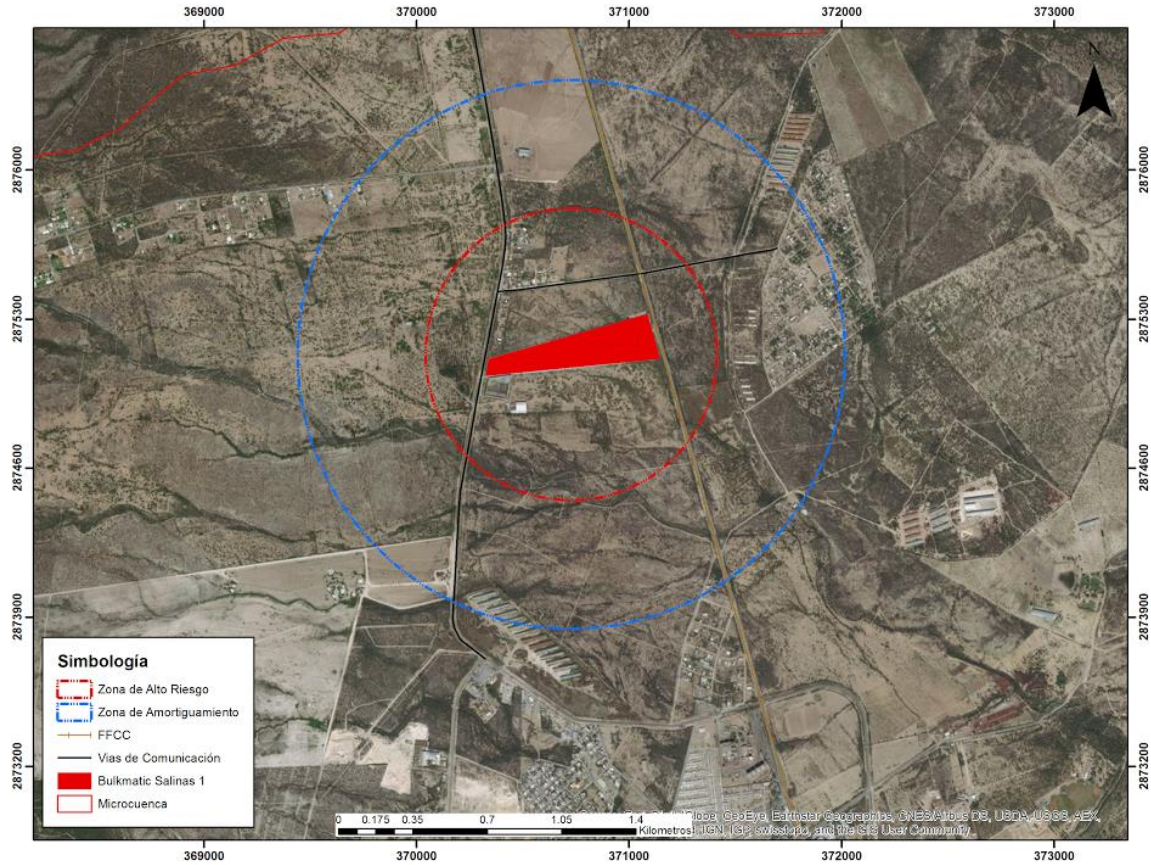 369000 370000 371000 372000 373000
N
2876000 2876000
2875300 2875300
2874600 2874600
2873900 2873900
2873200 2873200
Simbología
Zona de Alto Riesgo
Zona de Amortiguamiento
FFCC
Vias de Comunicación
Bulkmatic Salinas 1
Microcuenca
0 0.175 0.35 0.7 1.05 1.4
Kilometros
GeoEye, Earthstar Geographics, CNES/Airbus DS, USDA, USGS, AEX,
IGN, IGP, swisstopo, and the GIS User Community
369000 370000 371000 372000 373000